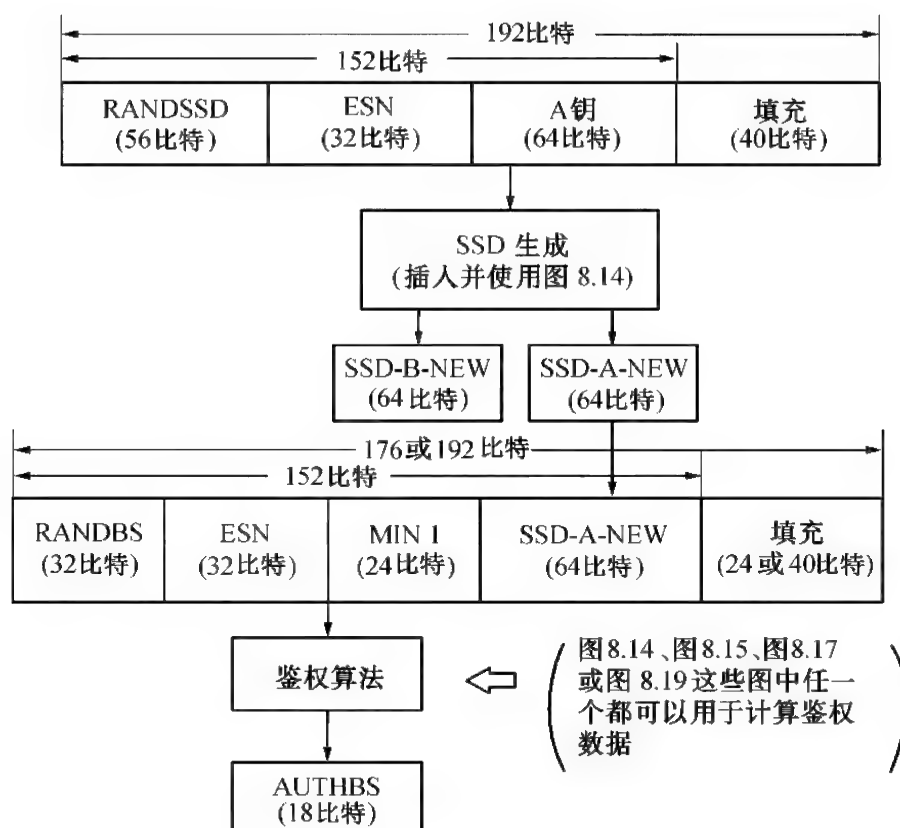 192比特
152比特
RANDSSD
(56比特)
ESN
(32比特)
A钥
(64比特)
填充
(40比特)
SSD 生成
(插入并使用图 8.14)
SSD-B-NEW
(64比特)
SSD-A-NEW
(64比特)
176或192比特
152比特
RANDBS
(32比特)
ESN
(32比特)
MIN 1
(24比特)
SSD-A-NEW
(64比特)
填充
(24或40比特)
鉴权算法
图8.14、图8.15、图8.17
或图 8.19这些图中任一
个都可以用于计算鉴权
数据
AUTHBS
(18比特)